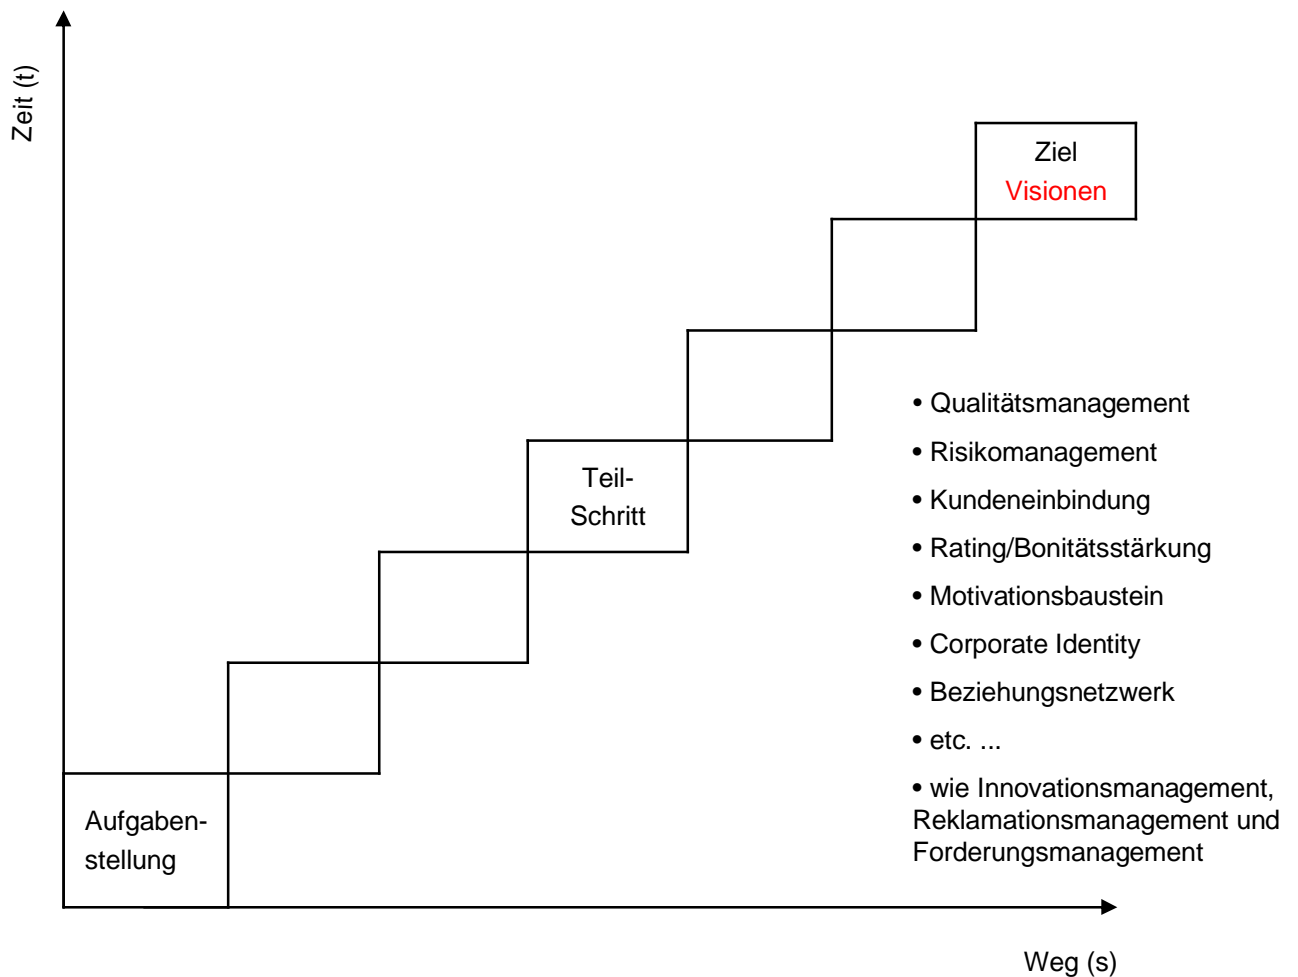 Zeit (t)
Ziel
Visionen
Teil-
Schritt
Aufgaben-
stellung
• Qualitätsmanagement
• Risikomanagement
• Kundeneinbindung
• Rating/Bonitätsstärkung
• Motivationsbaustein
• Corporate Identity
• Beziehungsnetzwerk
• etc. ...
• wie Innovationsmanagement,
Reklamationsmanagement und
Forderungsmanagement
Weg (s)